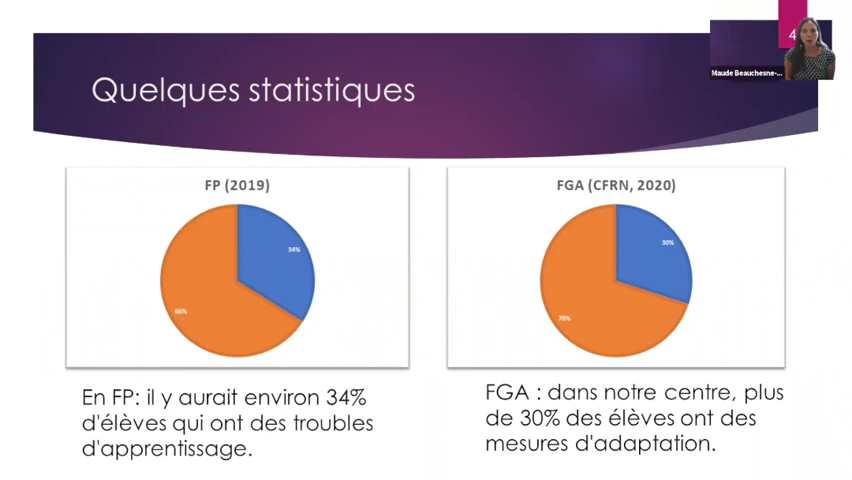 4
Maude Beauchesne-...
Quelques statistiques
FP (2019)
34%
66%
En FP: il y aurait environ 34%
d'élèves qui ont des troubles
d'apprentissage.
FGA (CFRN, 2020)
30%
70%
FGA : dans notre centre, plus
de 30% des élèves ont des
mesures d'adaptation.